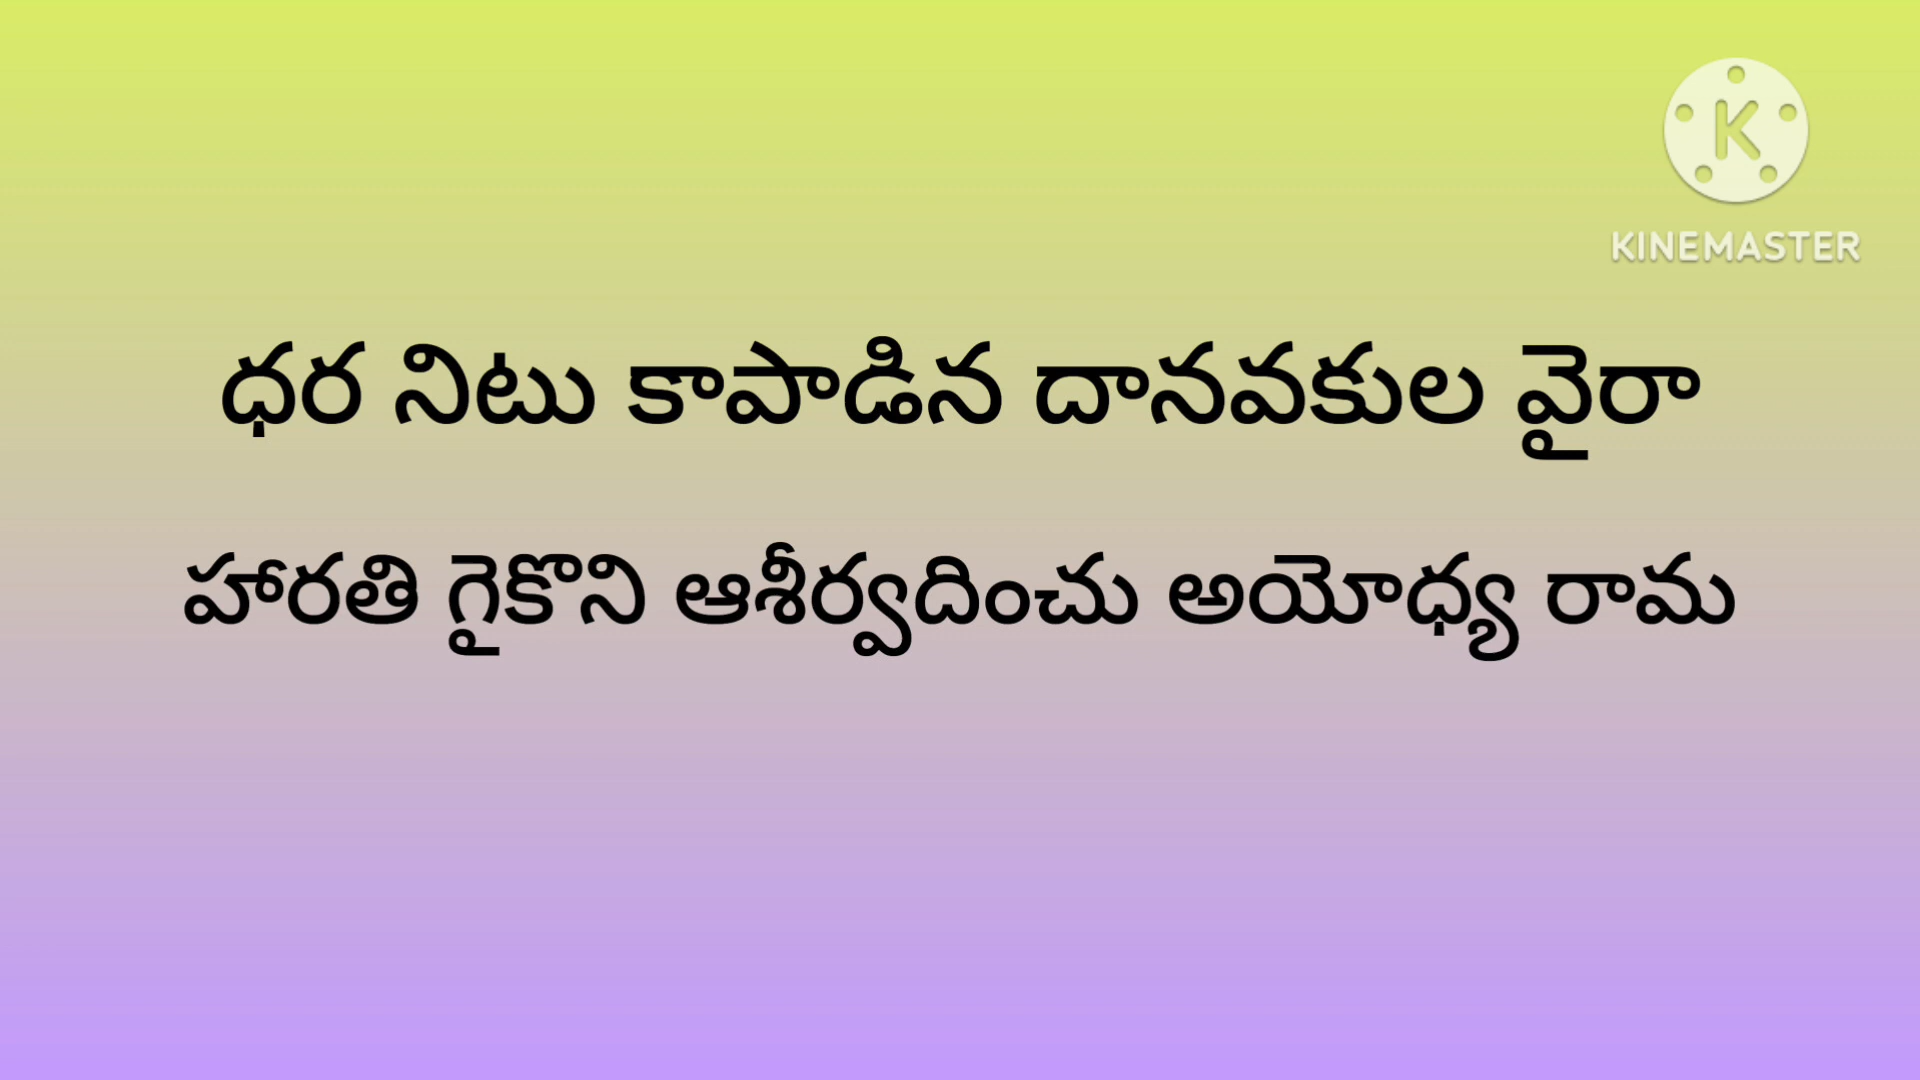 KINEMASTER
ధర నిటు కాపాడిన దానవకుల వైరా
హారతి గైకొని ఆశీర్వదించు అయోధ్య రామ